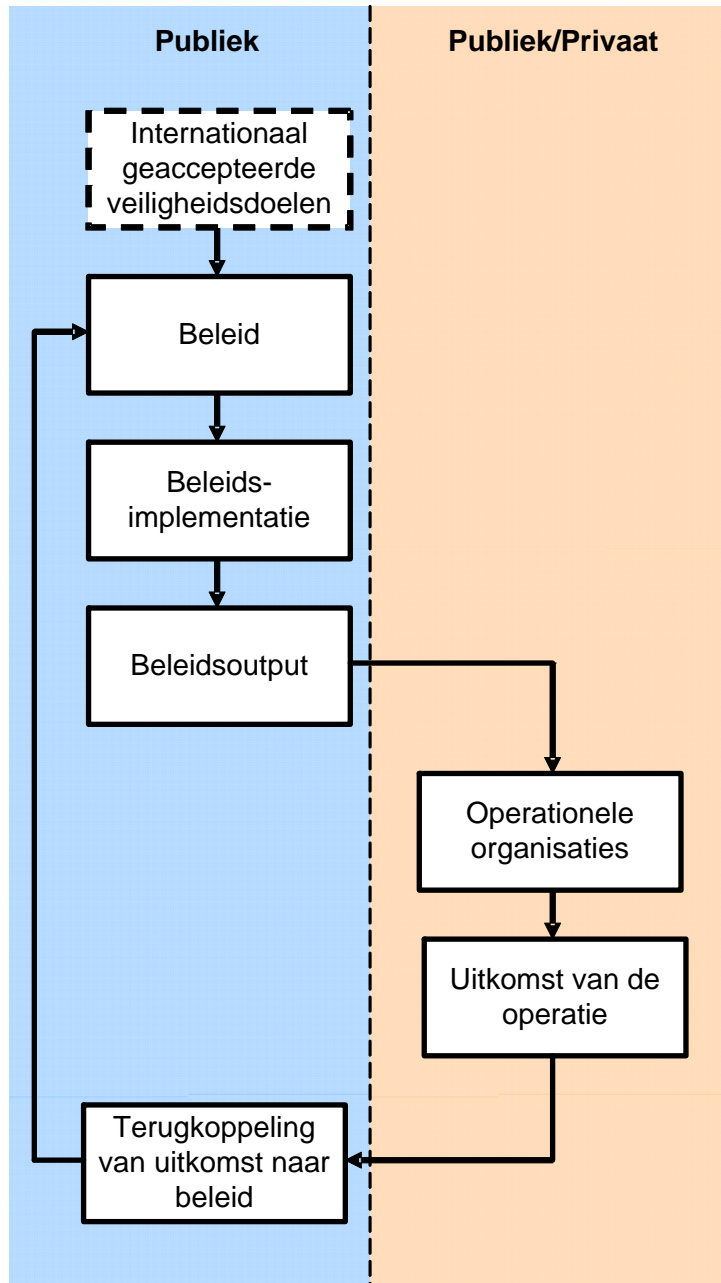 Publiek
Publiek/Privaat
Internationaal
geaccepteerde
veiligheidsdoelen
Beleid
Beleids-
implementatie
Beleidsoutput
Operationele
organisaties
Uitkomst van de
operatie
Terugkoppeling
van uitkomst naar
beleid